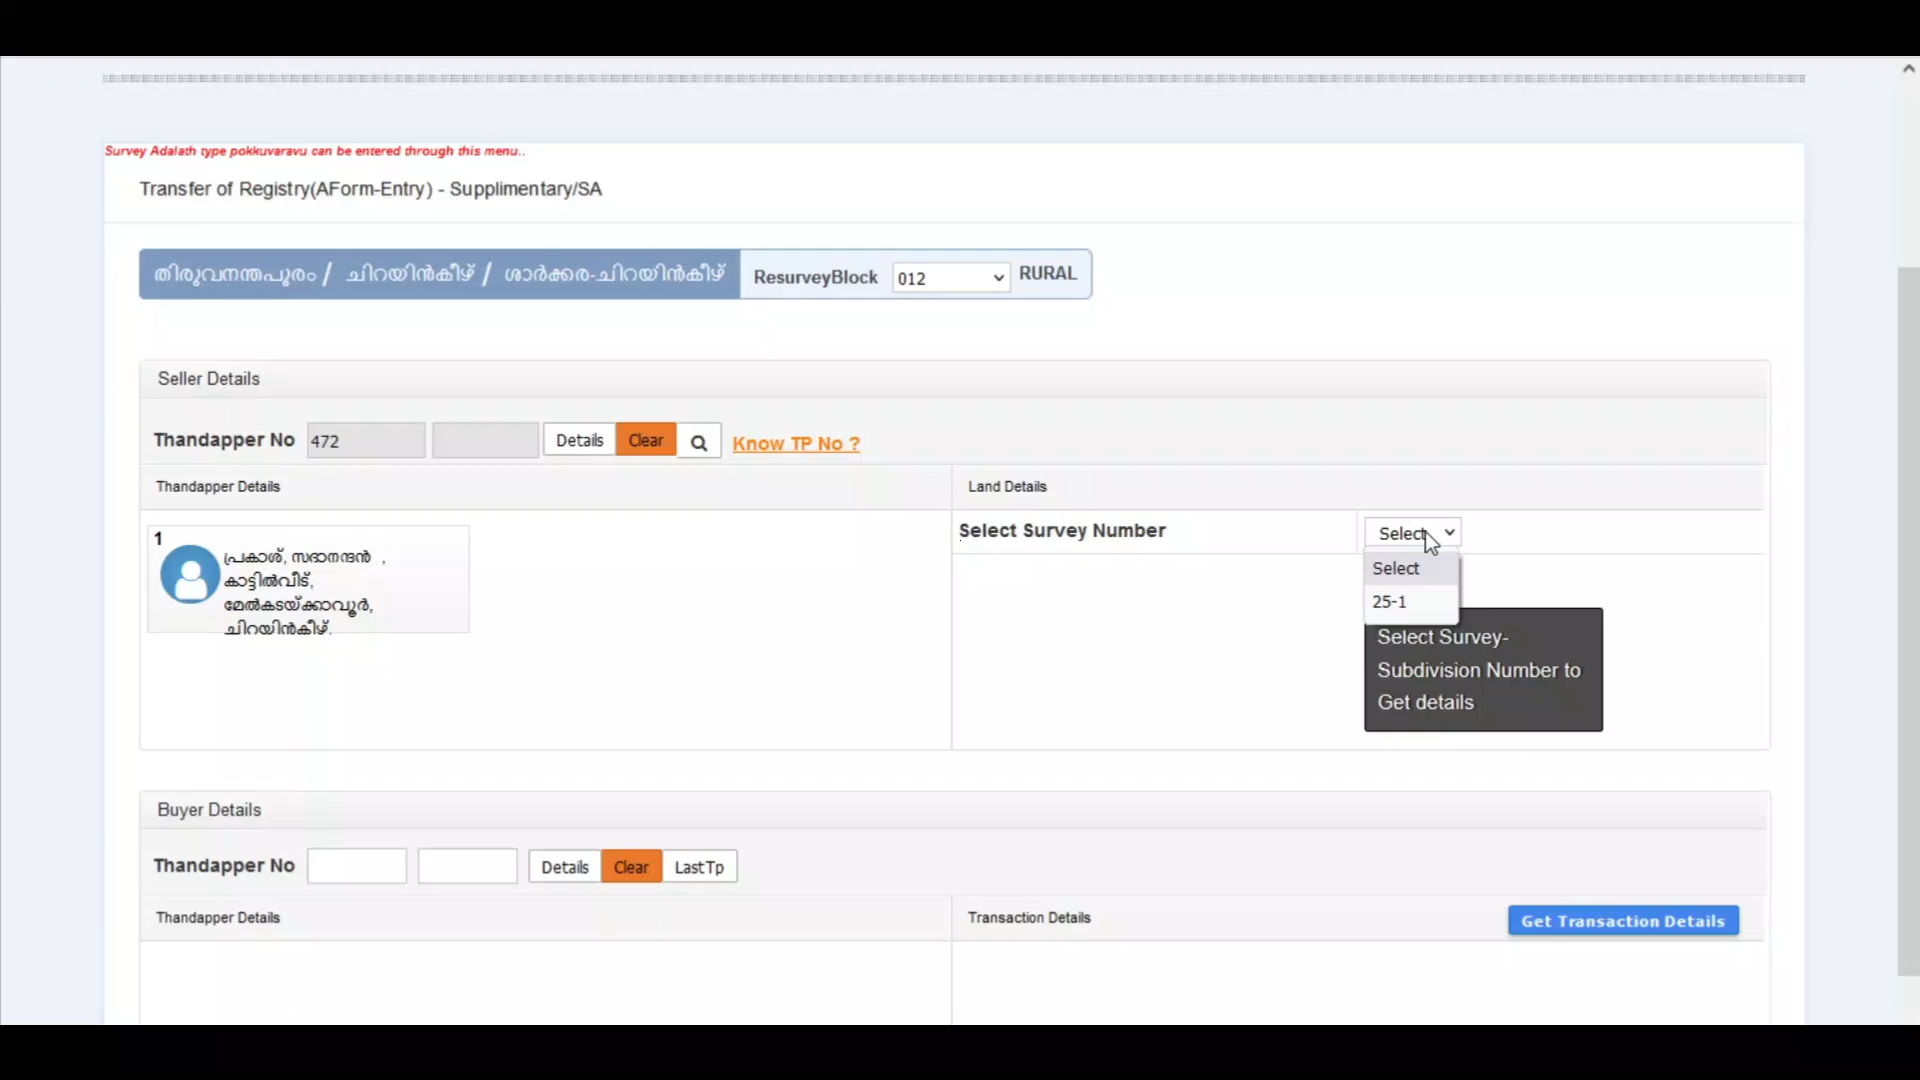 Survey Adalath type pokkuvaravu can be entered through this menu..
Transfer of Registry(AForm-Entry) - Supplimentary/SA
തിരുവനന്തപുരം / ചിറയിൻകീഴ് / ശാർക്കര-ചിറയിൻകീഴ് ResurveyBlock 012 RURAL
Seller Details
Thandapper No 472 Details Clear Know TP No ?
Thandapper Details Land Details
1
പ്രകാശ്, സദാനന്ദൻ ,
കാട്ടിൽവീട്,
മേൽകടയ്ക്കാവൂർ,
ചിറയിൻകീഴ്.
Select Survey Number Select
Select
25-1
Select Survey-
Subdivision Number to
Get details
Buyer Details
Thandapper No Details Clear LastTp
Thandapper Details Transaction Details Get Transaction Details